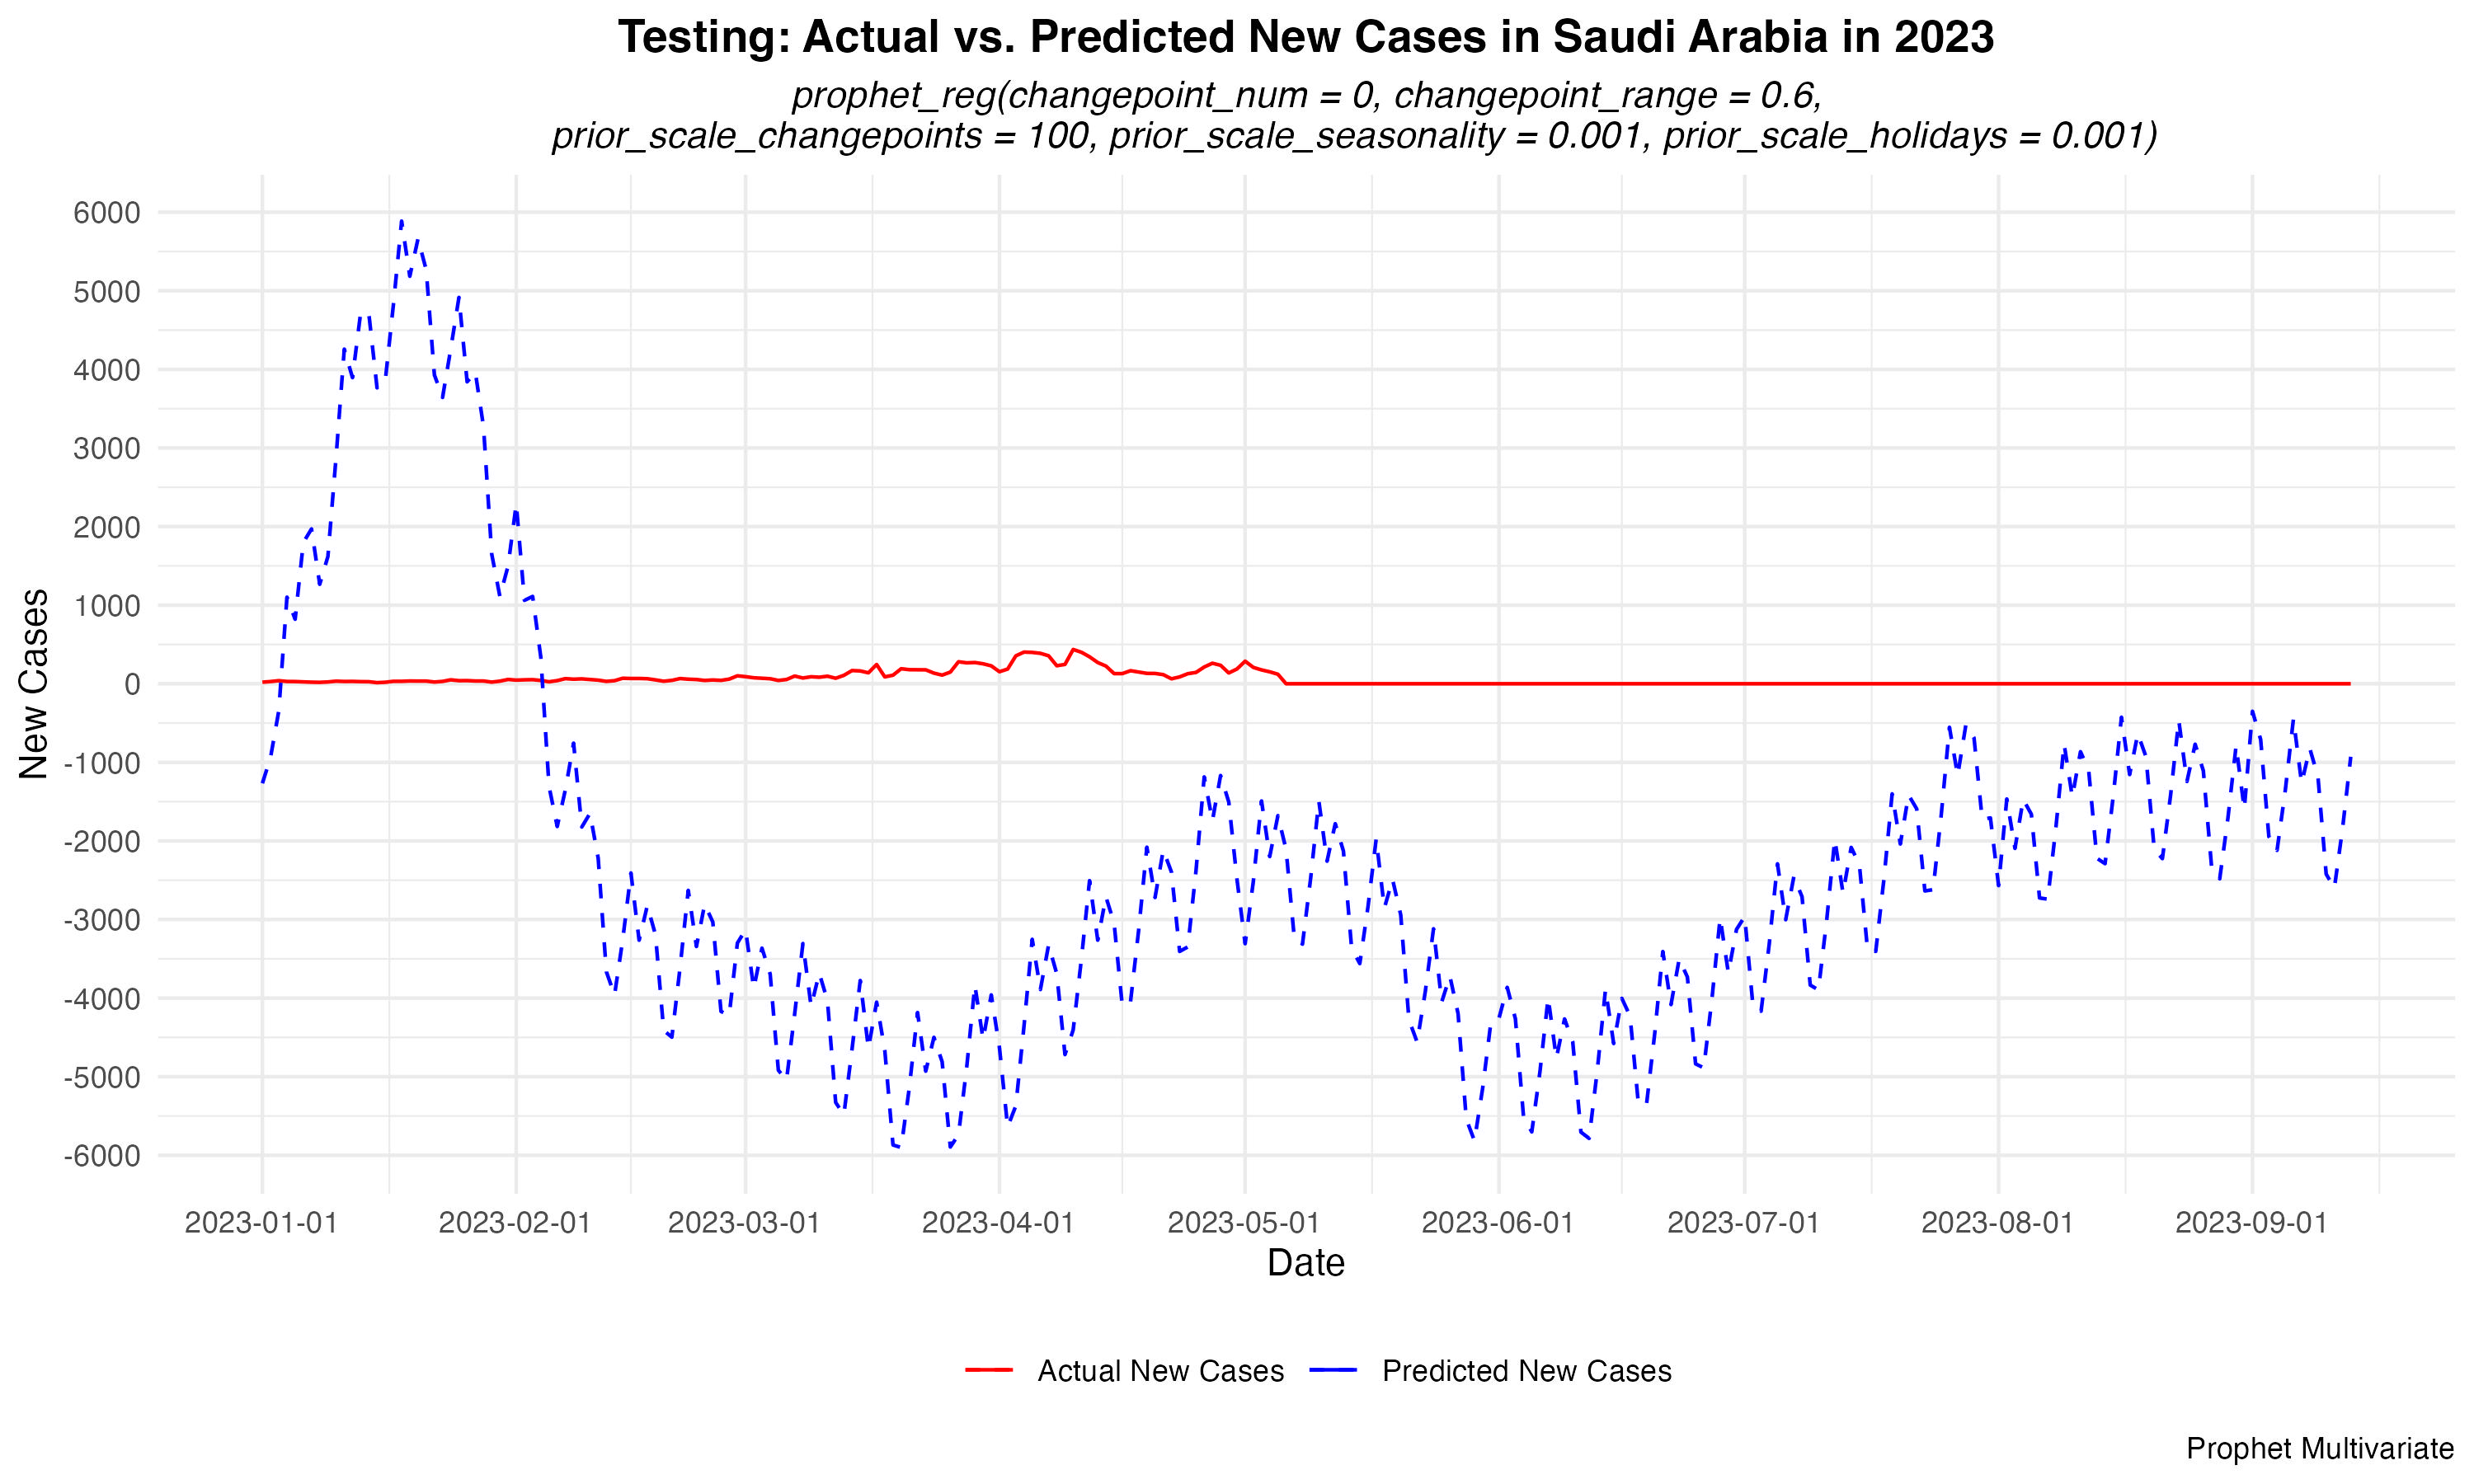 Testing: Actual vs. Predicted New Cases in Saudi Arabia in 2023
prophet_reg(changepoint_num = 0, changepoint_range = 0.6,
prior_scale_changepoints = 100, prior_scale_seasonality = 0.001, prior_scale_holidays = 0.001)
New Cases
6000
5000
4000
3000
2000
1000
0
-1000
-2000
-3000
-4000
-5000
-6000
2023-01-01 2023-02-01 2023-03-01 2023-04-01 2023-05-01 2023-06-01 2023-07-01 2023-08-01 2023-09-01
Date
Actual New Cases Predicted New Cases
Prophet Multivariate